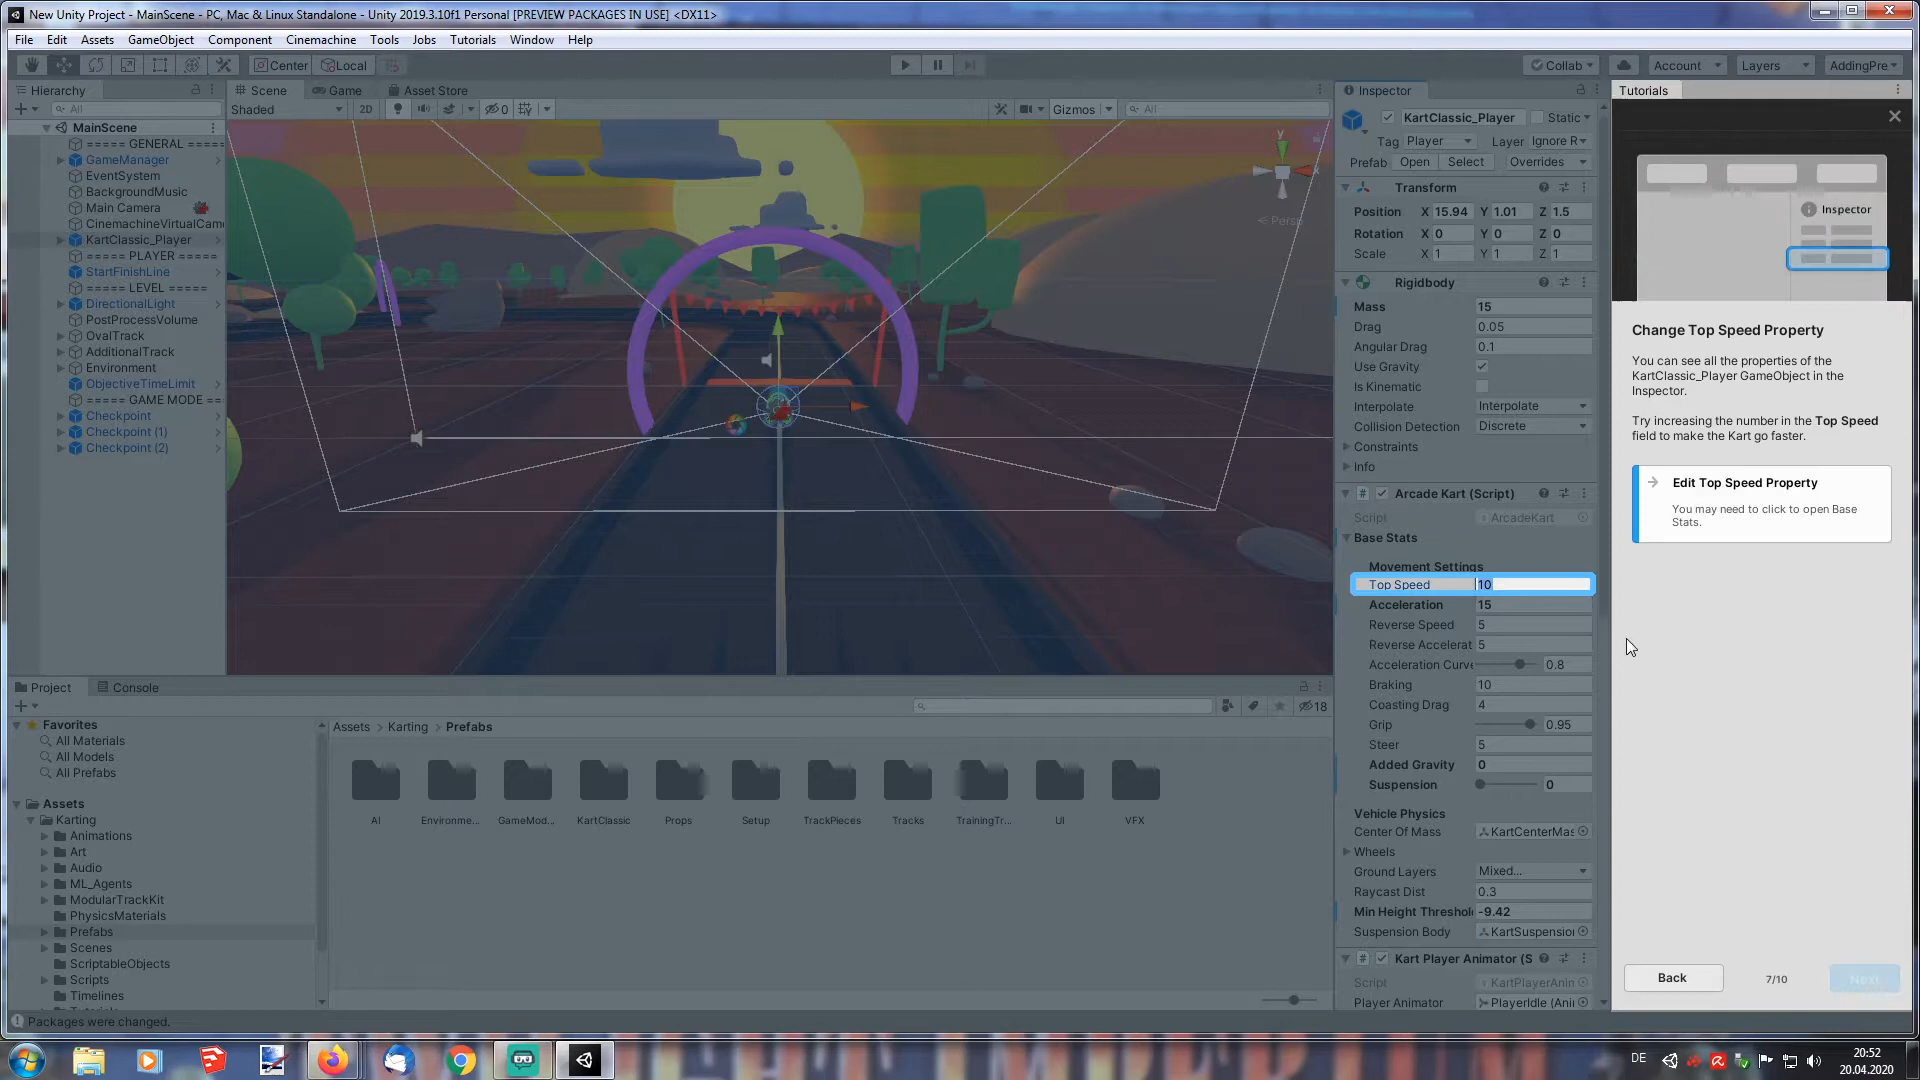 New Unity Project - MainScene - PC, Mac & Linux Standalone - Unity 2019.3.10f1 Personal [PREVIEW PACKAGES IN USE] <DX11>
File Edit Assets GameObject Component Cinemachine Tools Jobs Tutorials Window Help
Center Local Collab Account Layers AddingPre
Hierarchy
All
MainScene
===== GENERAL =====
GameManager
EventSystem
BackgroundMusic
Main Camera
CinemachineVirtualCame
KartClassic_Player
===== PLAYER =====
StartFinishLine
===== LEVEL =====
DirectionalLight
PostProcessVolume
OvalTrack
AdditionalTrack
Environment
ObjectiveTimeLimit
===== GAME MODE =====
Checkpoint
Checkpoint (1)
Checkpoint (2)
Scene Game Asset Store
Shaded 2D 0 Gizmos All
y
x
Persp
Inspector
KartClassic_Player Static
Tag Player Layer Ignore R
Prefab Open Select Overrides
Transform
Position X 15.94 Y 1.01 Z 1.5
Rotation X 0 Y 0 Z 0
Scale X 1 Y 1 Z 1
Rigidbody
Mass 15
Drag 0.05
Angular Drag 0.1
Use Gravity
Is Kinematic
Interpolate Interpolate
Collision Detection Discrete
Constraints
Info
Arcade Kart (Script)
Script ArcadeKart
Base Stats
Movement Settings
Top Speed 10
Acceleration 15
Reverse Speed 5
Reverse Accelerat 5
Acceleration Curve 0.8
Braking 10
Coasting Drag 4
Grip 0.95
Steer 5
Added Gravity 0
Suspension 0
Vehicle Physics
Center Of Mass KartCenterMas
Wheels
Ground Layers Mixed...
Raycast Dist 0.3
Min Height Threshol -9.42
Suspension Body KartSuspension
Kart Player Animator (S
Script KartPlayerAnin
Player Animator PlayerIdle (Ani
Tutorials
Inspector
Change Top Speed Property
You can see all the properties of the
KartClassic_Player GameObject in the
Inspector.
Try increasing the number in the Top Speed
field to make the Kart go faster.
Edit Top Speed Property
You may need to click to open Base
Stats.
Back 7/10 Next
Project Console
18
Favorites
All Materials
All Models
All Prefabs
Assets
Karting
Animations
Art
Audio
ML_Agents
ModularTrackKit
PhysicsMaterials
Prefabs
Scenes
ScriptableObjects
Scripts
Timelines
Assets > Karting > Prefabs
AI Environme... GameMod... KartClassic Props Setup TrackPieces Tracks TrainingTr... UI VFX
Packages were changed.
DE
20:52
20.04.2020